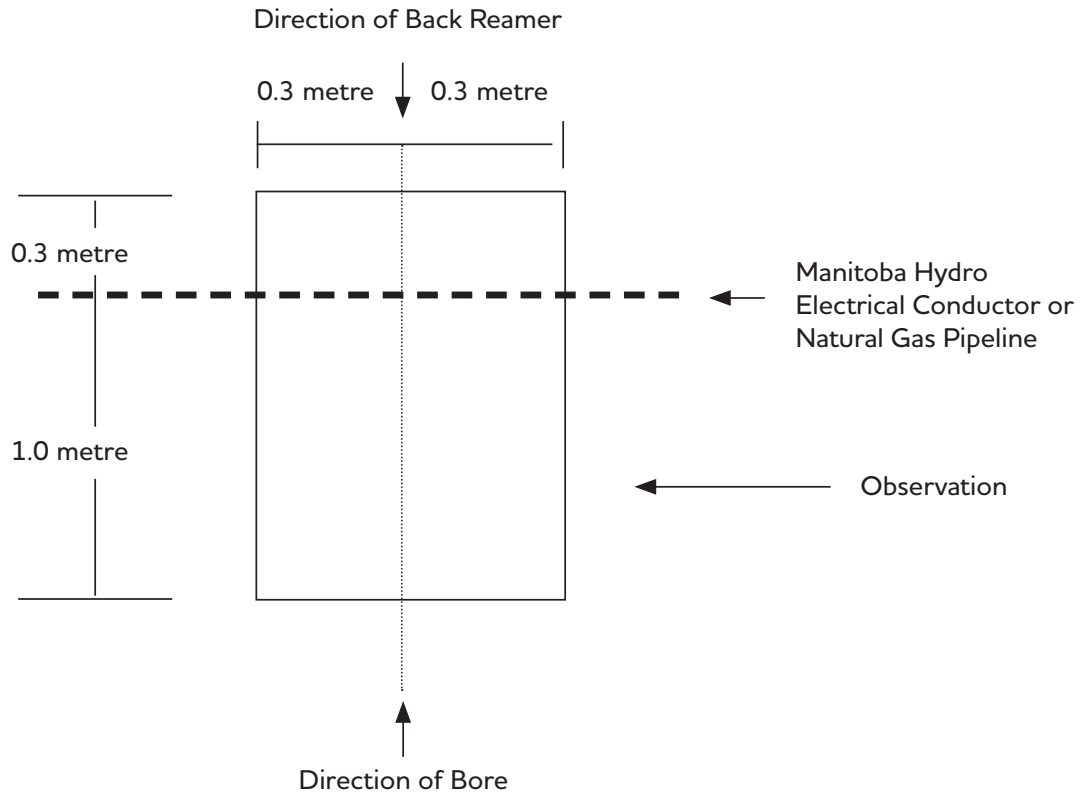 Direction of Back Reamer
0.3 metre
0.3 metre
0.3 metre
Manitoba Hydro
Electrical Conductor or
Natural Gas Pipeline
1.0 metre
Observation
Direction of Bore